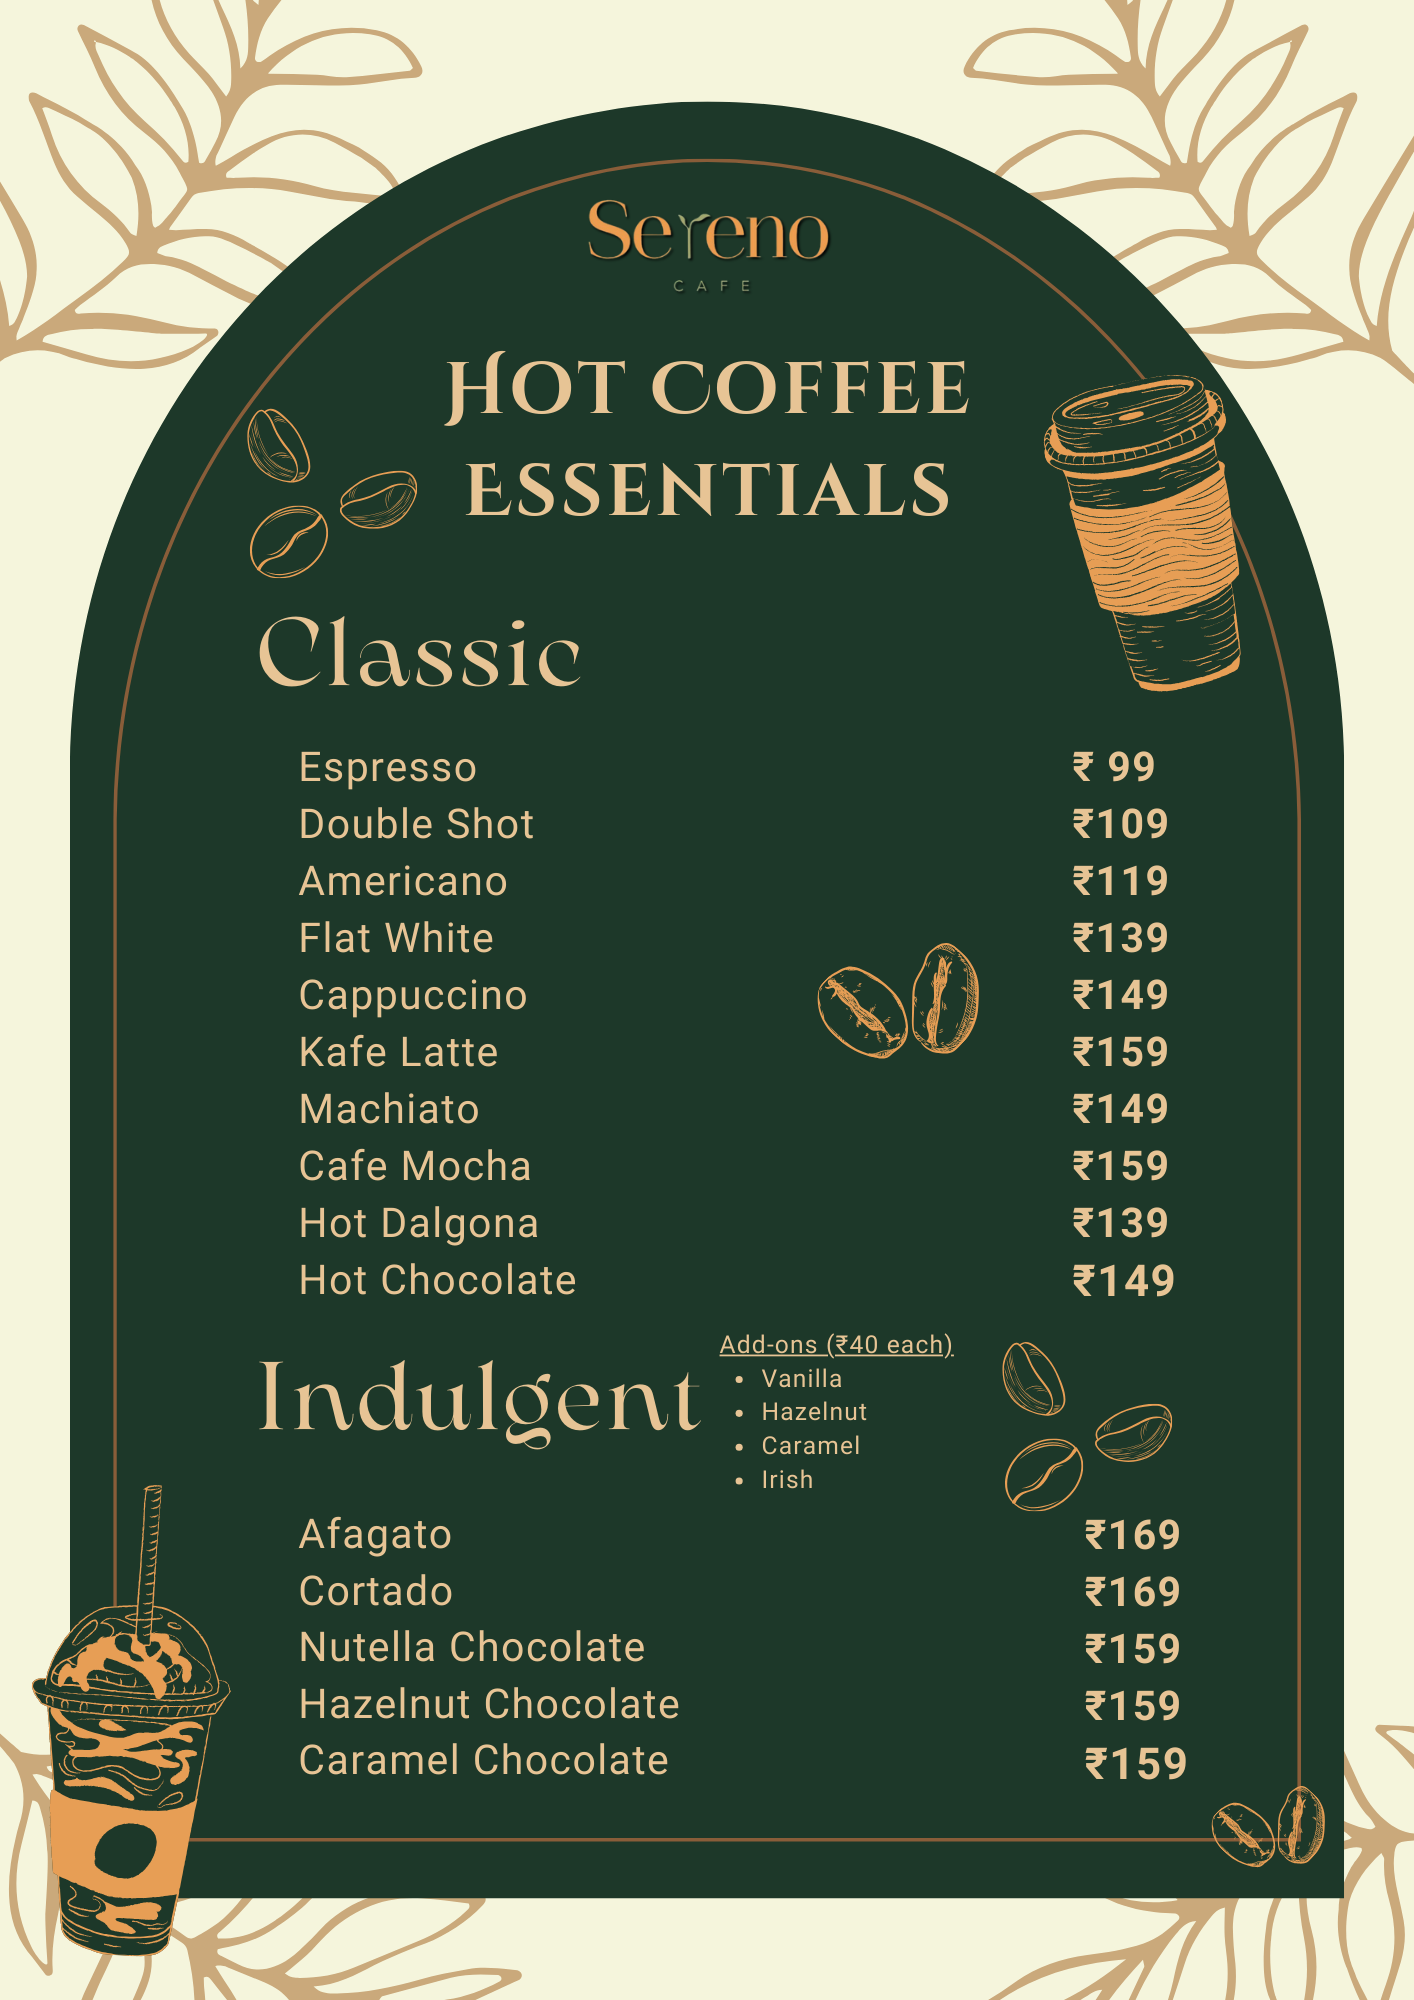 Sereno
CAFE
HOT COFFEE
ESSENTIALS
Classic
Espresso ₹ 99
Double Shot ₹109
Americano ₹119
Flat White ₹139
Cappuccino ₹149
Kafe Latte ₹159
Machiato ₹149
Cafe Mocha ₹159
Hot Dalgona ₹139
Hot Chocolate ₹149
Indulgent
Add-ons (₹40 each)
• Vanilla
• Hazelnut
• Caramel
• Irish
Afagato ₹169
Cortado ₹169
Nutella Chocolate ₹159
Hazelnut Chocolate ₹159
Caramel Chocolate ₹159